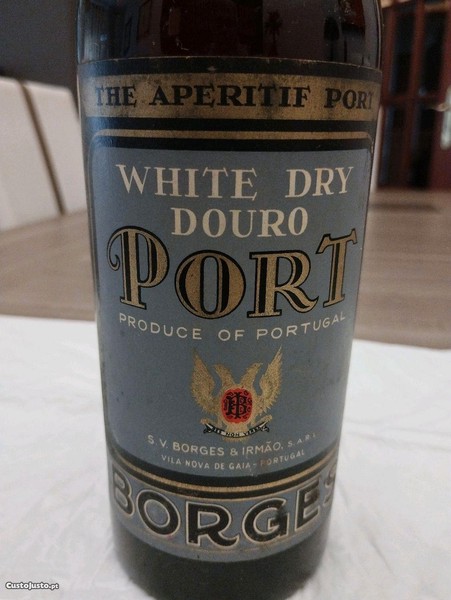 THE APERITIF PORT
WHITE DRY
DOURO
PORT
PRODUCE OF PORTUGAL
S V. BORGES & IRMÃO, S.A.R.L.
VILA NOVA DE GAIA - PORTUGAL
BORGES
CustoJusto.pt